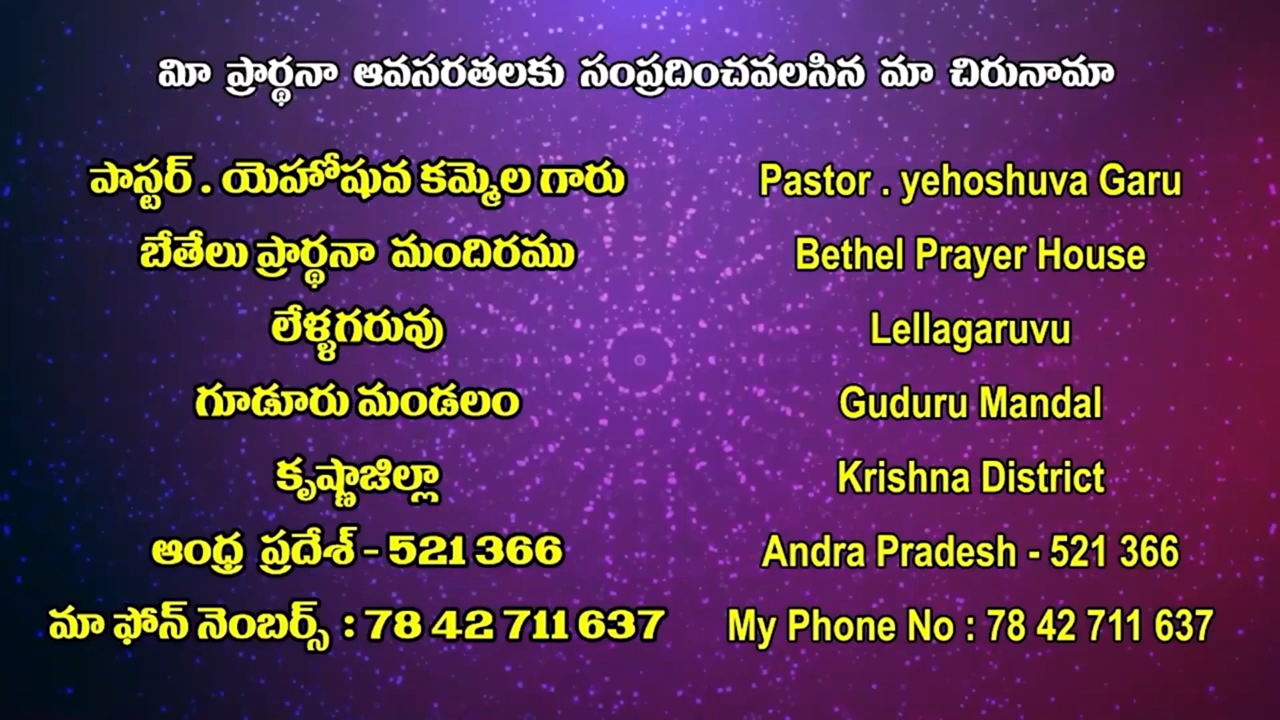 మీ ప్రార్థనా ఆవసరతలకు సంప్రదించవలసిన మా చిరునామా
పాస్టర్ . యెహోషువ కమ్మెల గారు
బేతేలు ప్రార్థనా మందిరము
లేళ్ళగరువు
గూడూరు మండలం
కృష్ణాజిల్లా
ఆంధ్ర ప్రదేశ్ - 521 366
మా ఫోన్ నెంబర్స్ : 78 42 711 637
Pastor . yehoshuva Garu
Bethel Prayer House
Lellagaruvu
Guduru Mandal
Krishna District
Andra Pradesh - 521 366
My Phone No : 78 42 711 637